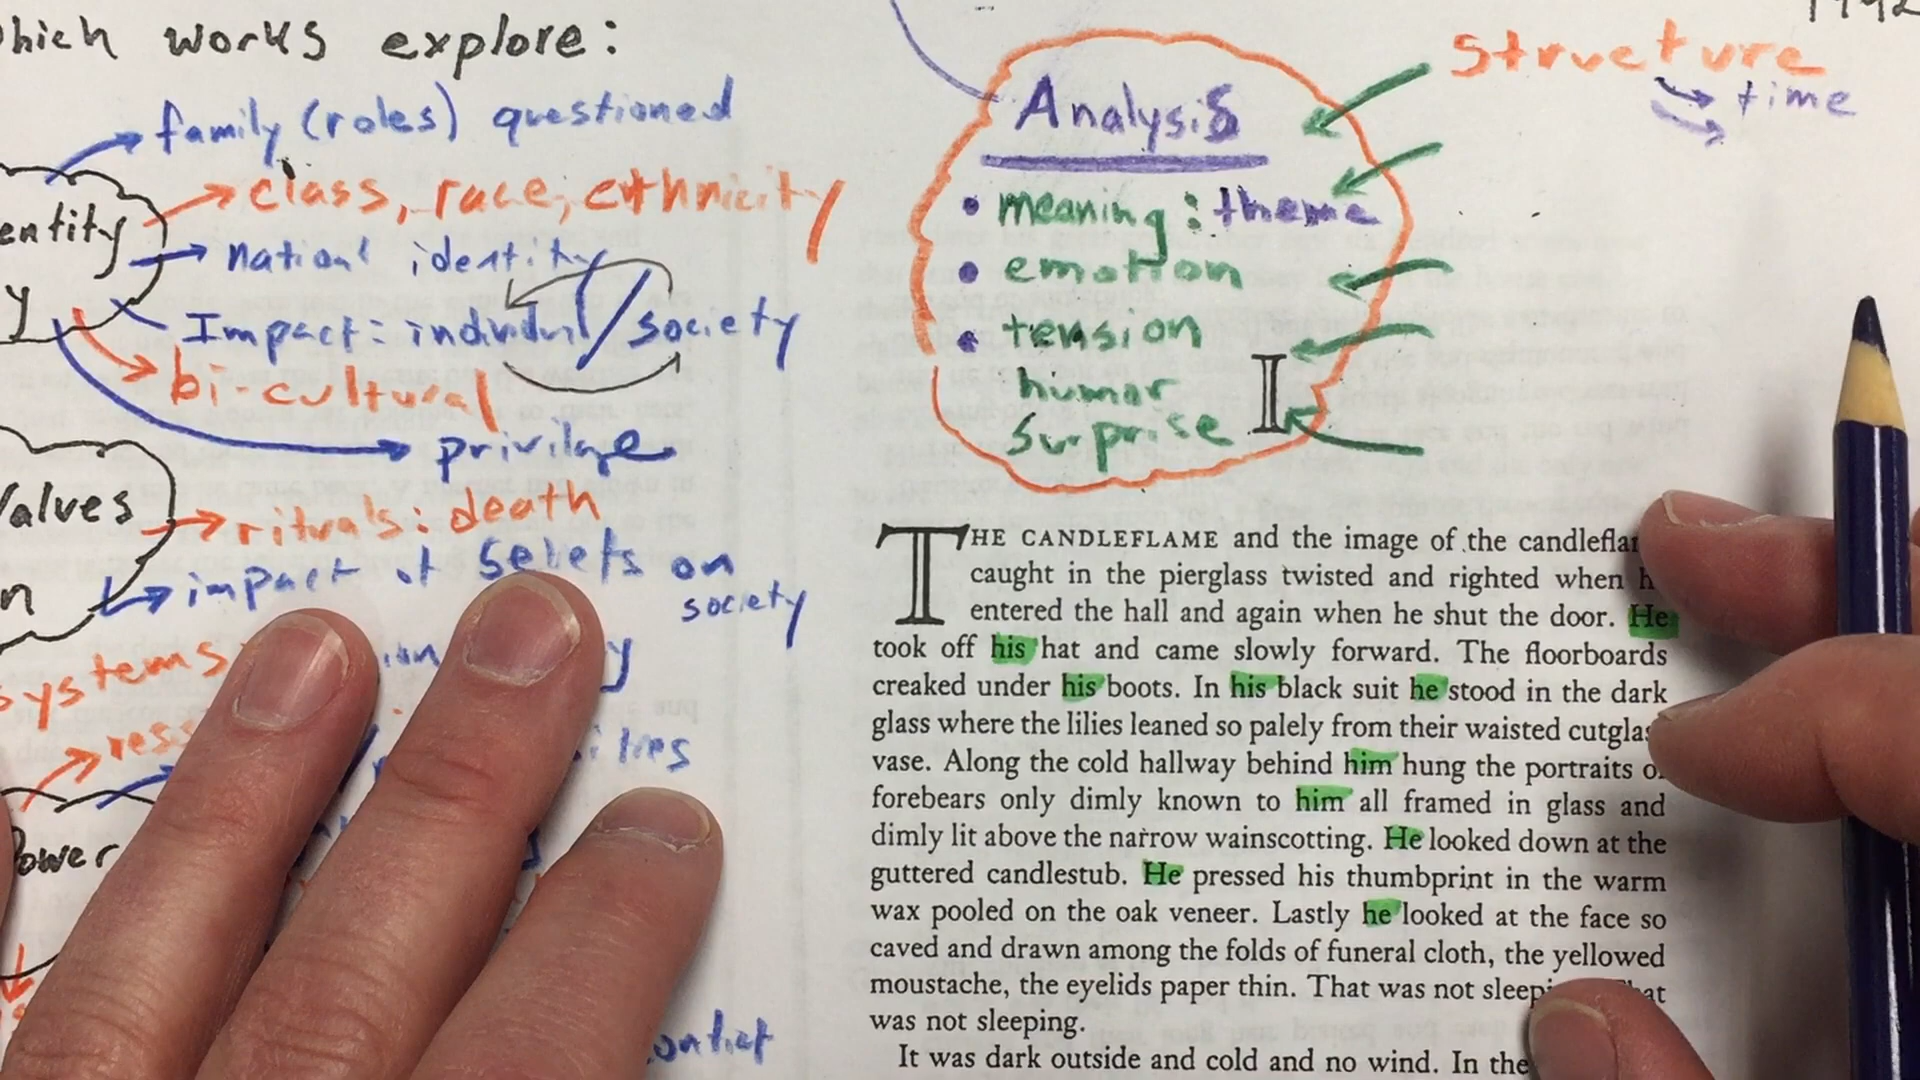 hich works explore:
family (roles) questioned
class, race, ethnicity
entity
national identity
y
Impact: individul / society
bi-cultural
privilage
Values
rituals: death
n
impact of beliefs on
society
systems
ress
lies
Power
ontict
Analysis
• meaning: theme
• emotion
• tension
humor
surprise
I
structure
time
THE CANDLEFLAME and the image of the candlefla
caught in the pierglass twisted and righted when h
entered the hall and again when he shut the door. He
took off his hat and came slowly forward. The floorboards
creaked under his boots. In his black suit he stood in the dark
glass where the lilies leaned so palely from their waisted cutglas
vase. Along the cold hallway behind him hung the portraits o
forebears only dimly known to him all framed in glass and
dimly lit above the narrow wainscotting. He looked down at the
guttered candlestub. He pressed his thumbprint in the warm
wax pooled on the oak veneer. Lastly he looked at the face so
caved and drawn among the folds of funeral cloth, the yellowed
moustache, the eyelids paper thin. That was not sleepi hat
was not sleeping.
It was dark outside and cold and no wind. In the